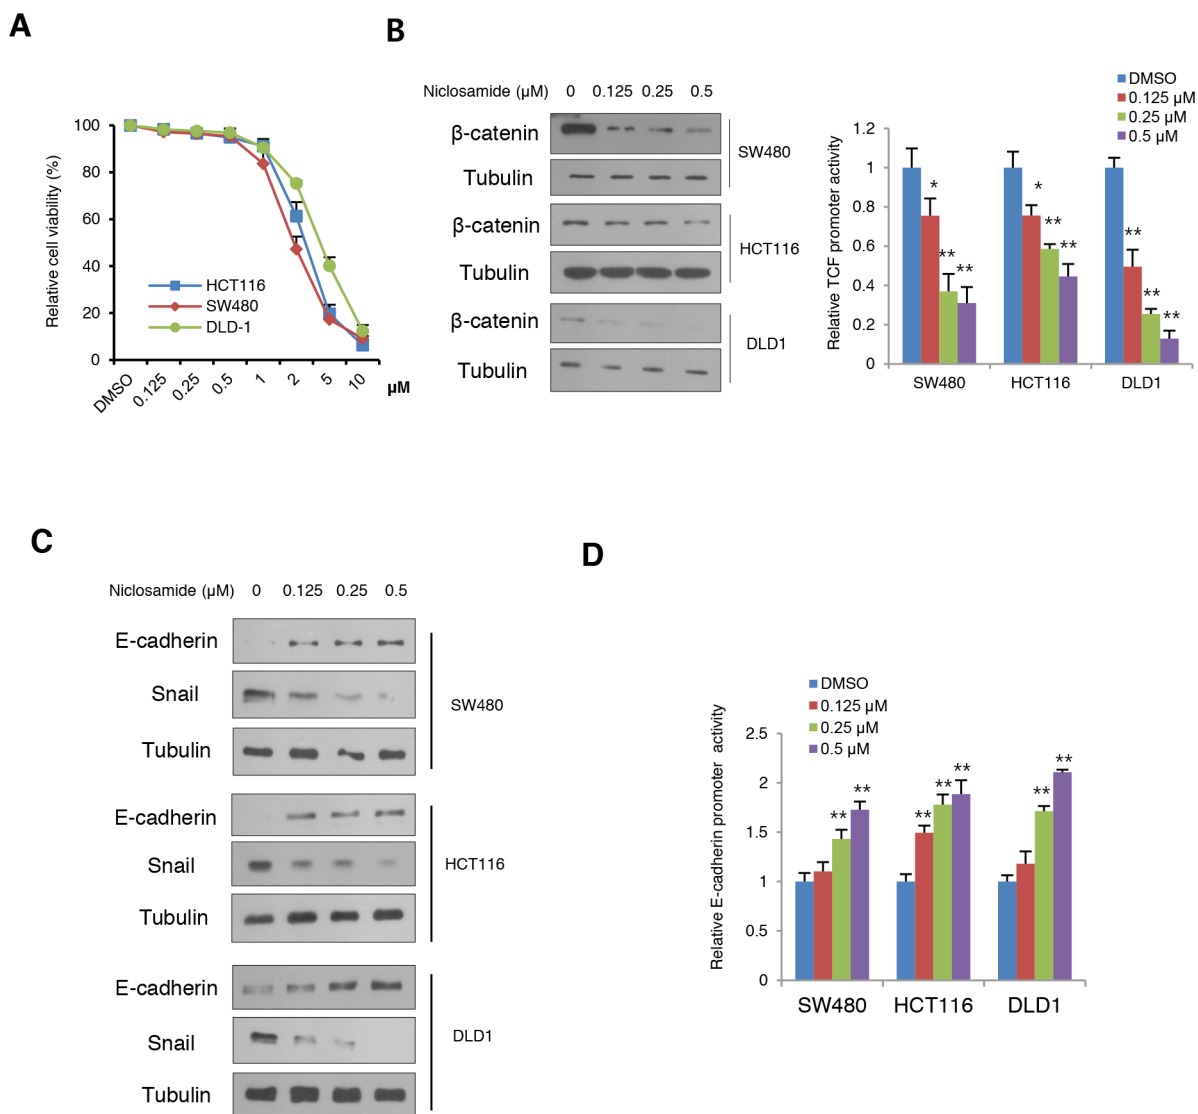 A
100
80
60
40
20
0
Relative cell viability (%)
HCT116
SW480
DLD-1
DMSO 0.125 0.25 0.5 1 2 5 10 µM
B
Niclosamide (µM) 0 0.125 0.25 0.5
β-catenin
Tubulin
SW480
β-catenin
Tubulin
HCT116
β-catenin
Tubulin
DLD1
DMSO
0.125 µM
0.25 µM
0.5 µM
1.2
1
0.8
0.6
0.4
0.2
0
Relative TCF promoter activity
* ** **
* ** **
** ** **
SW480 HCT116 DLD1
C
Niclosamide (µM) 0 0.125 0.25 0.5
E-cadherin
Snail
Tubulin
SW480
E-cadherin
Snail
Tubulin
HCT116
E-cadherin
Snail
Tubulin
DLD1
D
DMSO
0.125 µM
0.25 µM
0.5 µM
2.5
2
1.5
1
0.5
0
Relative E-cadherin promoter activity
** **
** ** **
** **
SW480 HCT116 DLD1